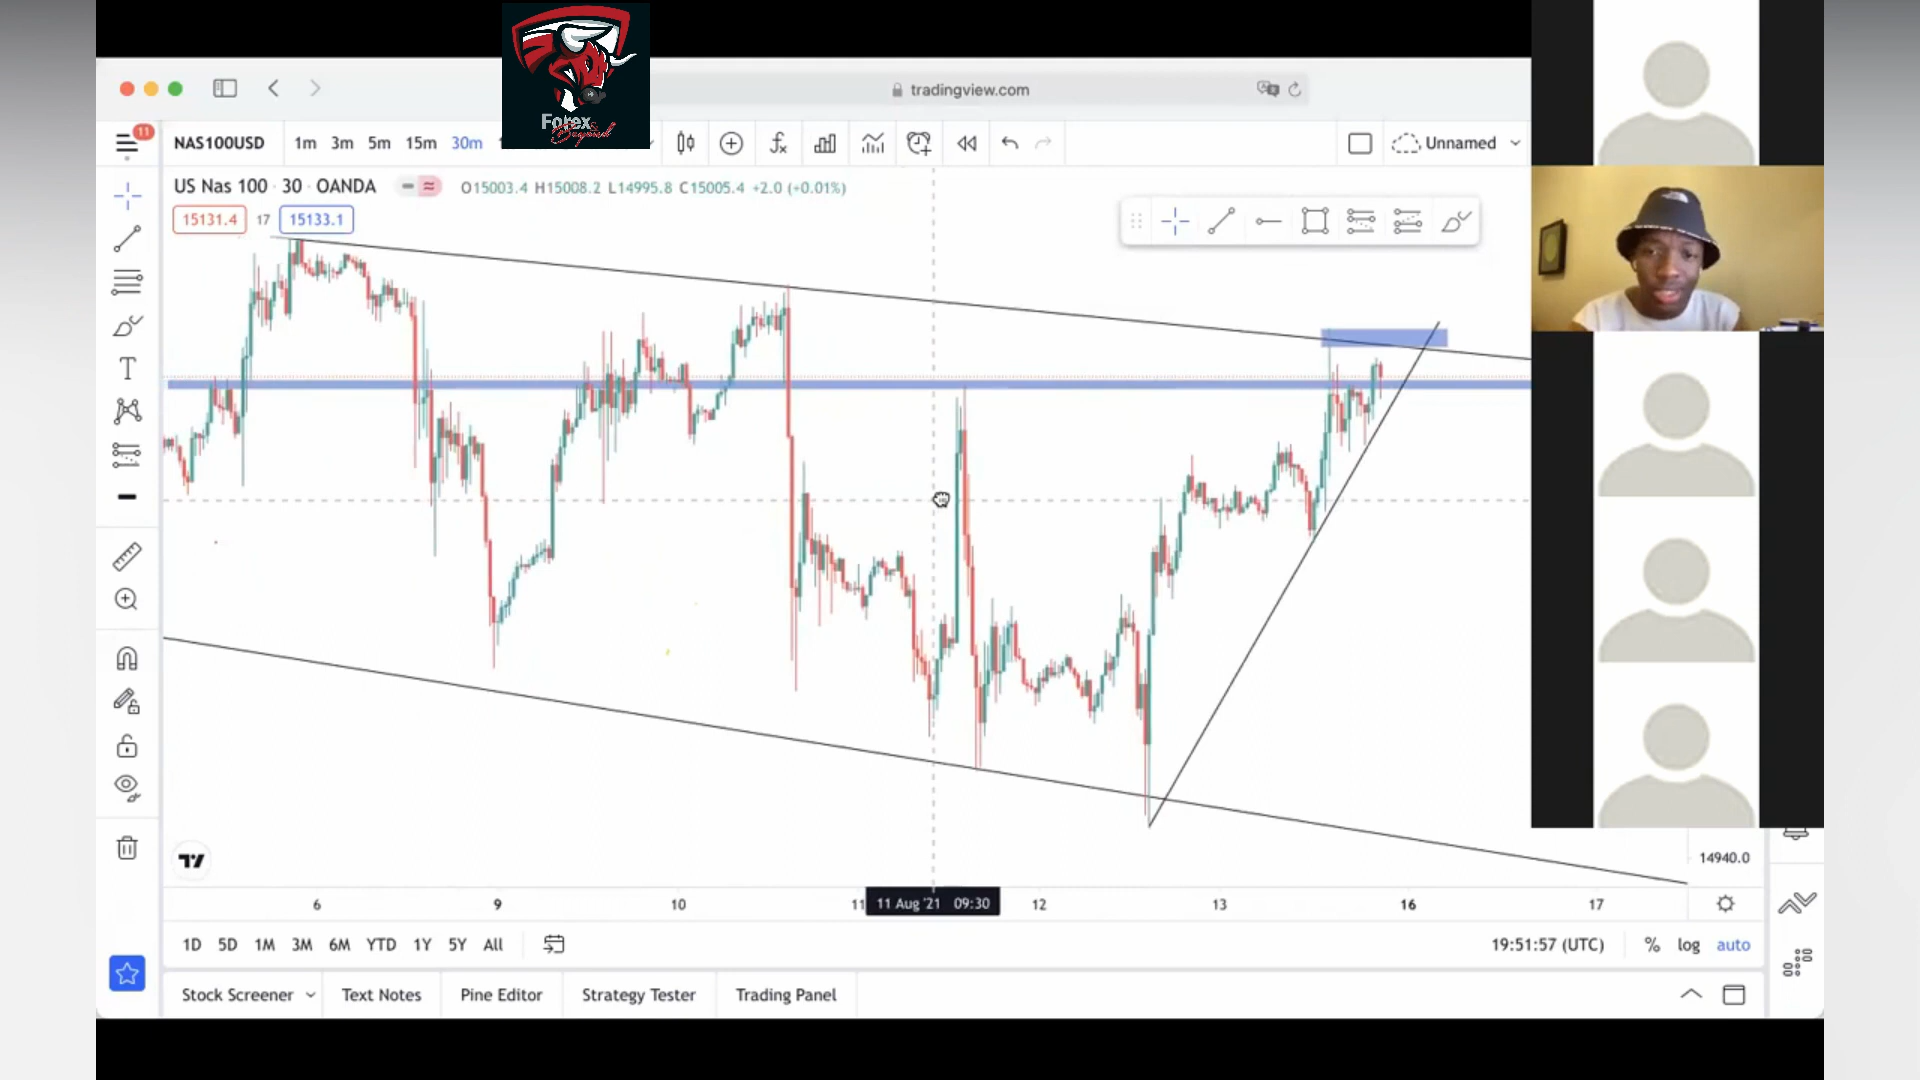 Forex &
Beyond
tradingview.com
11
NAS100USD 1m 3m 5m 15m 30m Unnamed
US Nas 100 · 30 · OANDA O15003.4 H15008.2 L14995.8 C15005.4 +2.0 (+0.01%)
15131.4 17 15133.1
14940.0
6 9 10 11 11 Aug '21 09:30 12 13 16 17
1D 5D 1M 3M 6M YTD 1Y 5Y All 19:51:57 (UTC) % log auto
Stock Screener Text Notes Pine Editor Strategy Tester Trading Panel